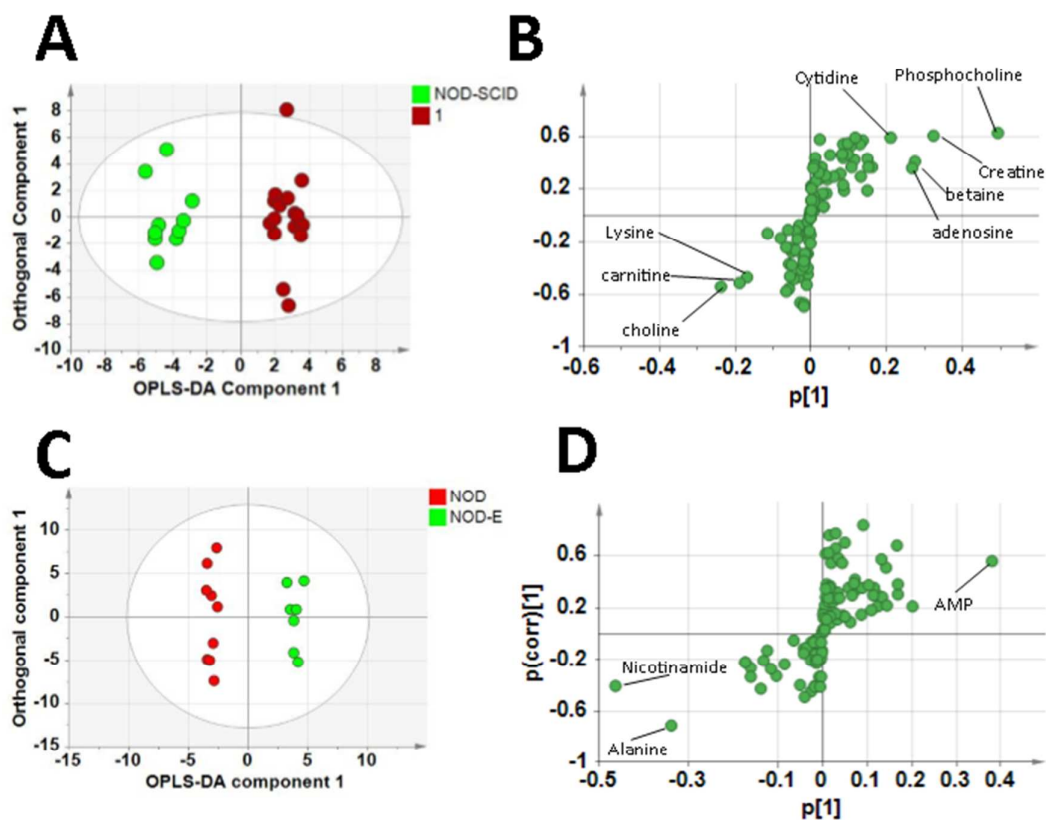 A
B
NOD-SCID
1
Orthogonal Component 1
8
6
4
2
0
-2
-4
-6
-8
-10
-10 -8 -6 -4 -2 0 2 4 6 8
OPLS-DA Component 1
Cytidine
Phosphocholine
Creatine
betaine
adenosine
Lysine
carnitine
choline
0.6
0.2
-0.2
-0.6
-1
-0.6 -0.4 -0.2 0 0.2 0.4
p[1]
C
D
NOD
NOD-E
Orthogonal component 1
10
5
0
-5
-10
-15
-15 -10 -5 0 5 10
OPLS-DA component 1
p(corr)[1]
0.6
0.2
-0.2
-0.6
-1
AMP
Nicotinamide
Alanine
-0.5 -0.3 -0.1 0 0.1 0.2 0.3 0.4
p[1]